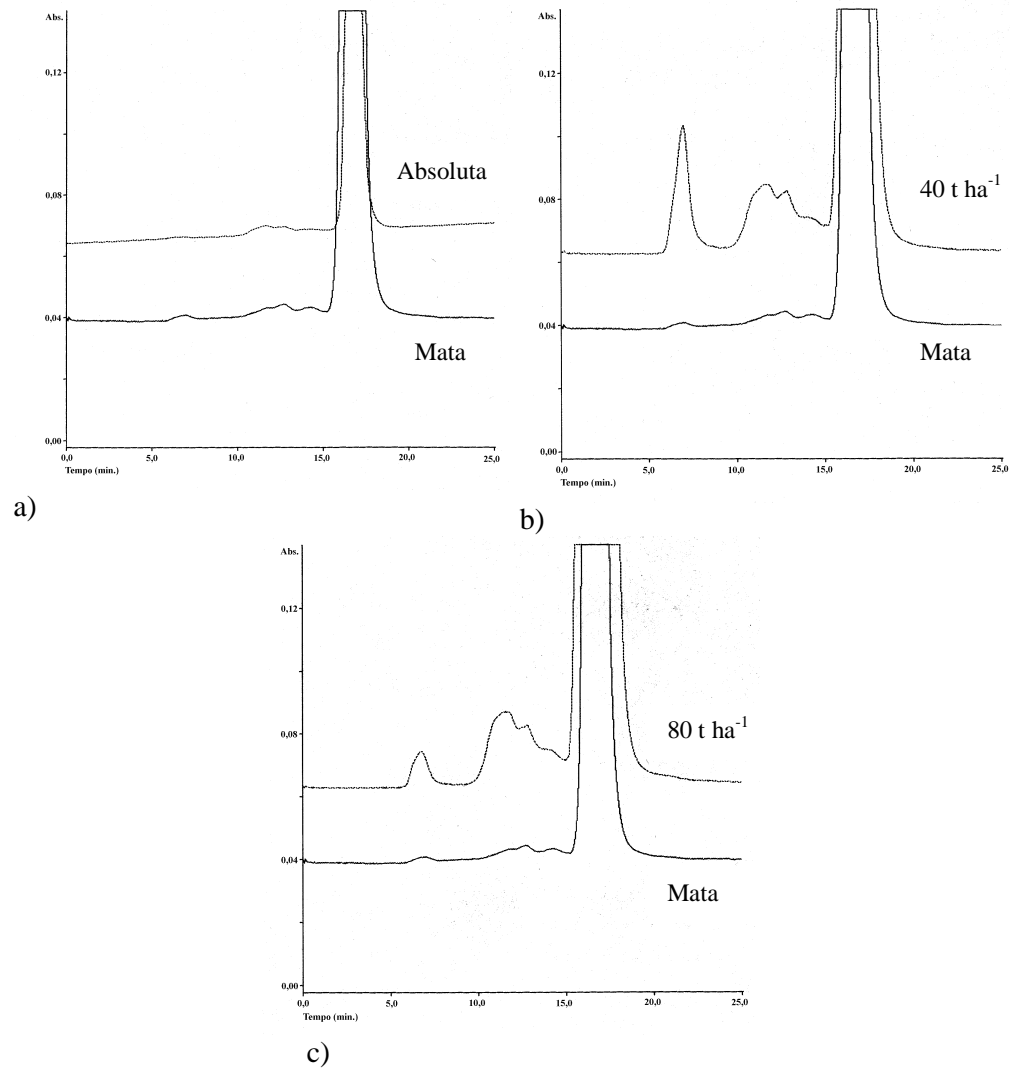 Abs.
0,12
0,08
0,04
0,00
0,0 5,0 10,0 15,0 20,0 25,0
Tempo (min.)
Absoluta
Mata
a)
Abs.
0,12
0,08
0,04
0,00
0,0 5,0 10,0 15,0 20,0 25,0
Tempo (min.)
40 t ha⁻¹
Mata
b)
Abs.
0,12
0,08
0,04
0,00
0,0 5,0 10,0 15,0 20,0 25,0
Tempo (min.)
80 t ha⁻¹
Mata
c)